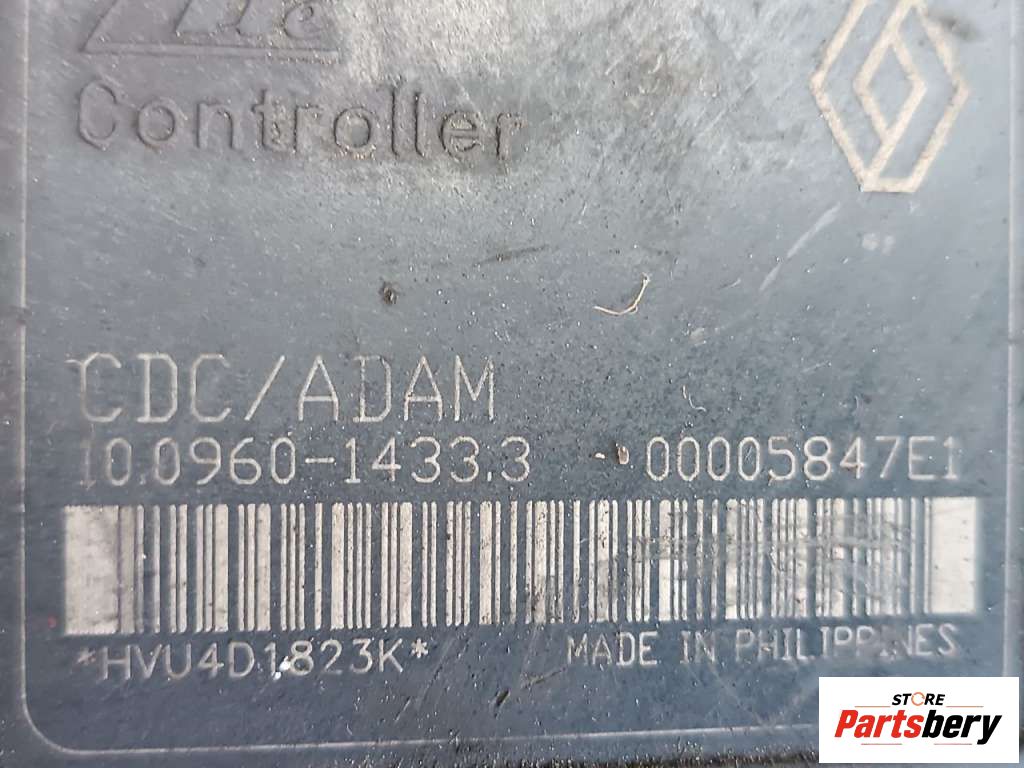 Controller
CDC/ADAM
10.0960-1433.3 00005847E1
*HVU4D1823K* MADE IN PHILIPPINES
STORE
Partsbery